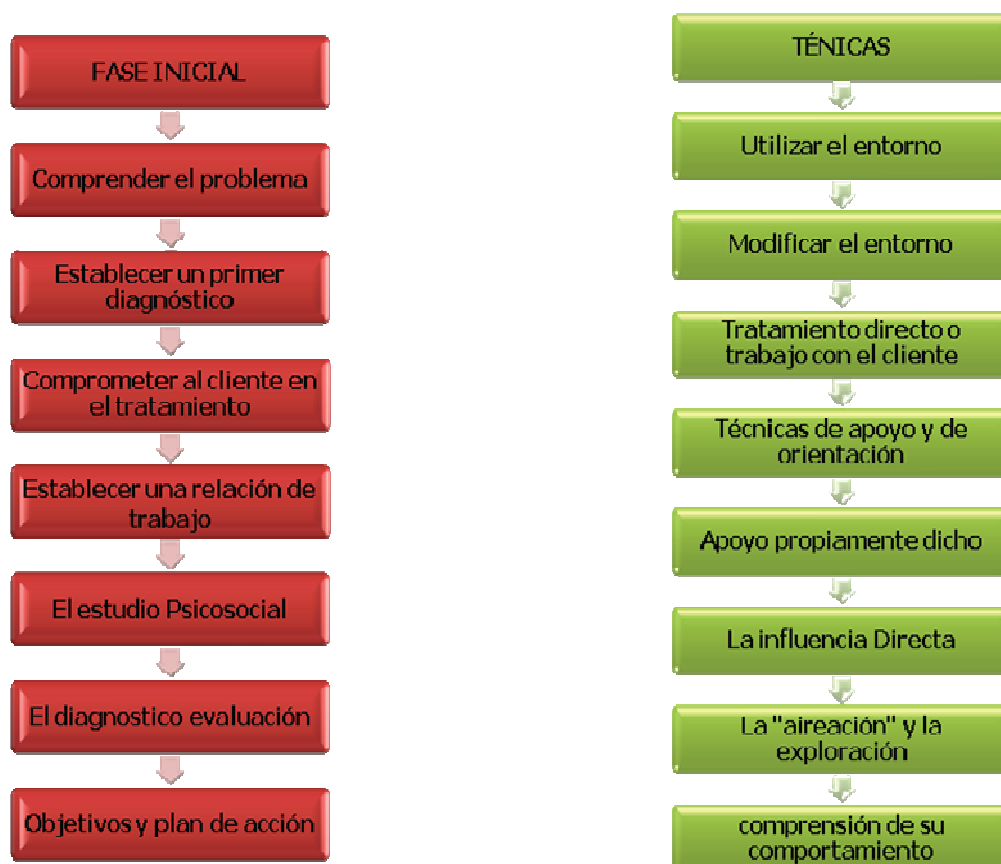 FASE INICIAL
Comprender el problema
Establecer un primer
diagnóstico
Comprometer al cliente en
el tratamiento
Establecer una relación de
trabajo
El estudio Psicosocial
El diagnostico evaluación
Objetivos y plan de acción
TÉNICAS
Utilizar el entorno
Modificar el entorno
Tratamiento directo o
trabajo con el cliente
Técnicas de apoyo y de
orientación
Apoyo propiamente dicho
La influencia Directa
La "aireación" y la
exploración
comprensión de su
comportamiento